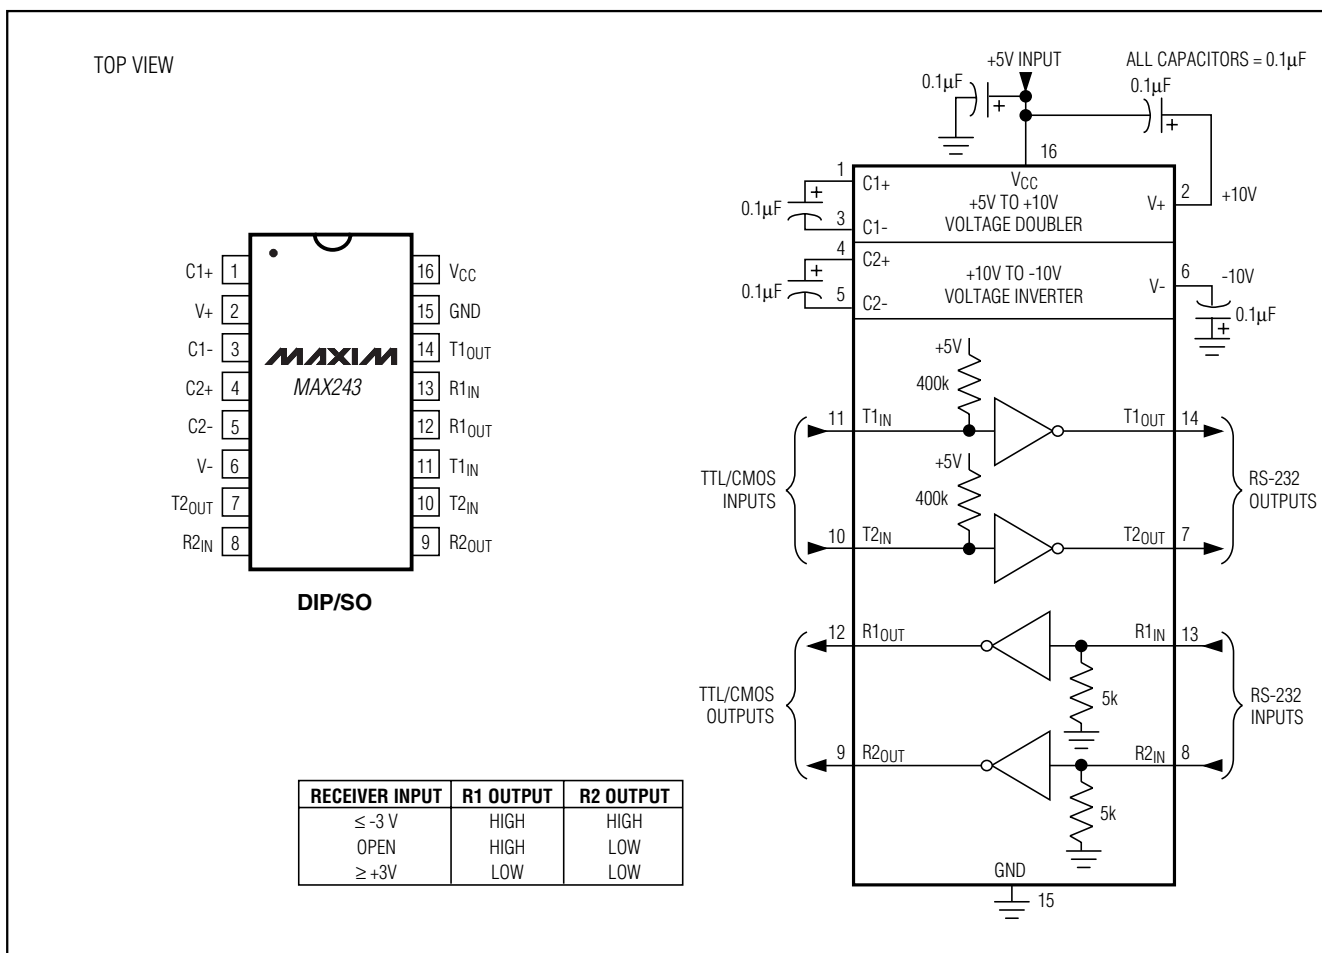 TOP VIEW
C1+ 1
V+ 2
C1- 3
C2+ 4
C2- 5
V- 6
T2OUT 7
R2IN 8
16 VCC
15 GND
14 T1OUT
13 R1IN
12 R1OUT
11 T1IN
10 T2IN
9 R2OUT
MAXIM
MAX243
DIP/SO
RECEIVER INPUT R1 OUTPUT R2 OUTPUT
≤ -3 V HIGH HIGH
OPEN HIGH LOW
≥ +3V LOW LOW
+5V INPUT
ALL CAPACITORS = 0.1µF
0.1µF
+
0.1µF
+
16
VCC
+5V TO +10V
VOLTAGE DOUBLER
1
C1+
+
0.1µF
3
C1-
V+
2
+10V
4
C2+
+
0.1µF
5
C2-
+10V TO -10V
VOLTAGE INVERTER
V-
6
-10V
0.1µF
+
+5V
400k
11
T1IN
T1OUT
14
+5V
400k
TTL/CMOS
INPUTS
RS-232
OUTPUTS
10
T2IN
T2OUT
7
12
R1OUT
R1IN
13
5k
TTL/CMOS
OUTPUTS
RS-232
INPUTS
9
R2OUT
R2IN
8
5k
GND
15